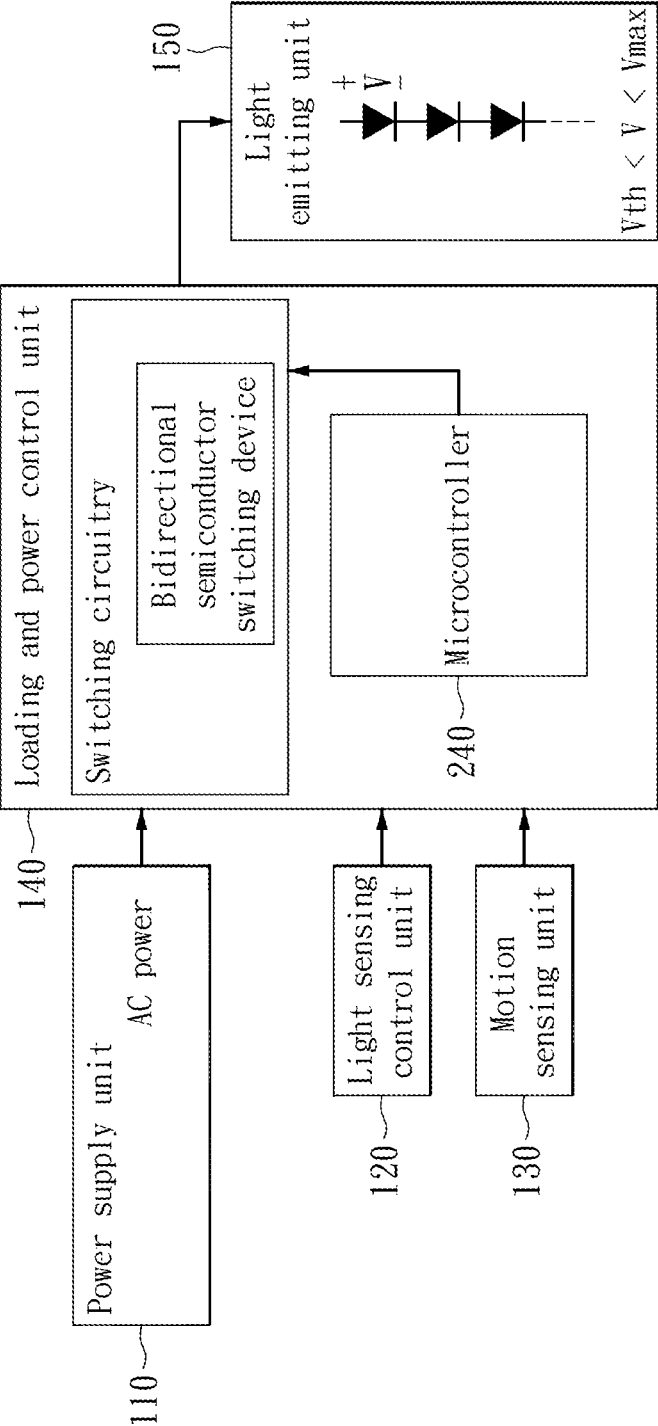 Power supply unit
AC power
110
Light sensing
control unit
120
Motion
sensing unit
130
Loading and power control unit
140
Switching circuitry
Bidirectional
semiconductor
switching device
Microcontroller
240
150
Light
emitting unit
+
V
−
Vth < V < Vmax